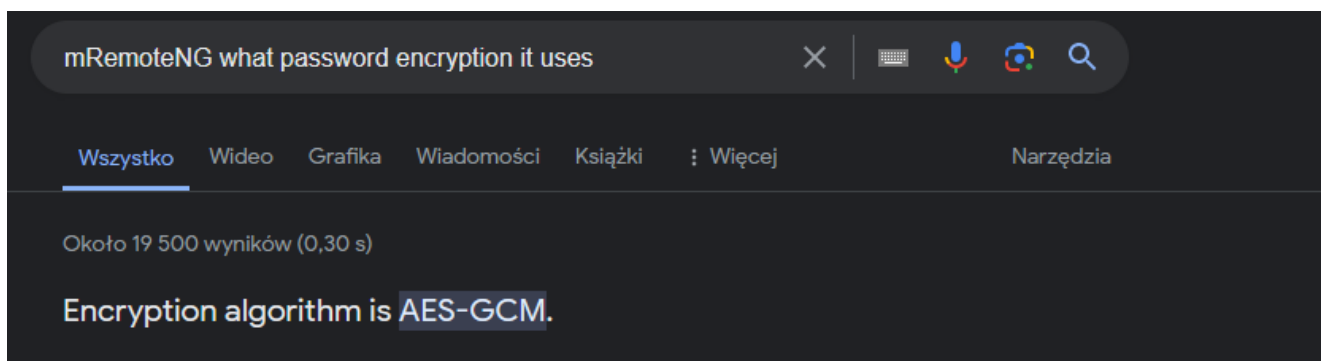 mRemoteNG what password encryption it uses
Wszystko Wideo Grafika Wiadomości Książki Więcej Narzędzia
Około 19 500 wyników (0,30 s)
Encryption algorithm is AES-GCM.